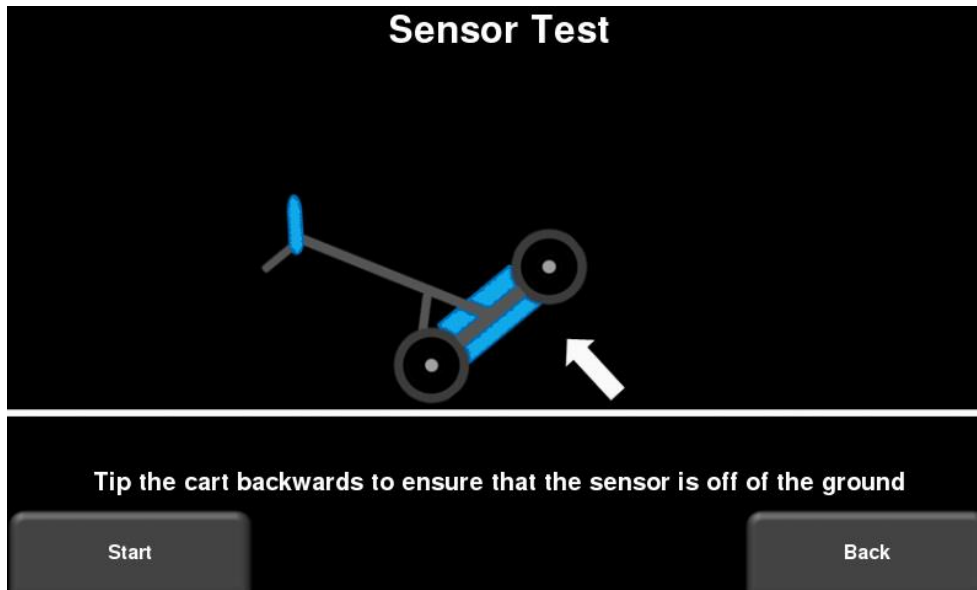 Sensor Test
Tip the cart backwards to ensure that the sensor is off of the ground
Start
Back